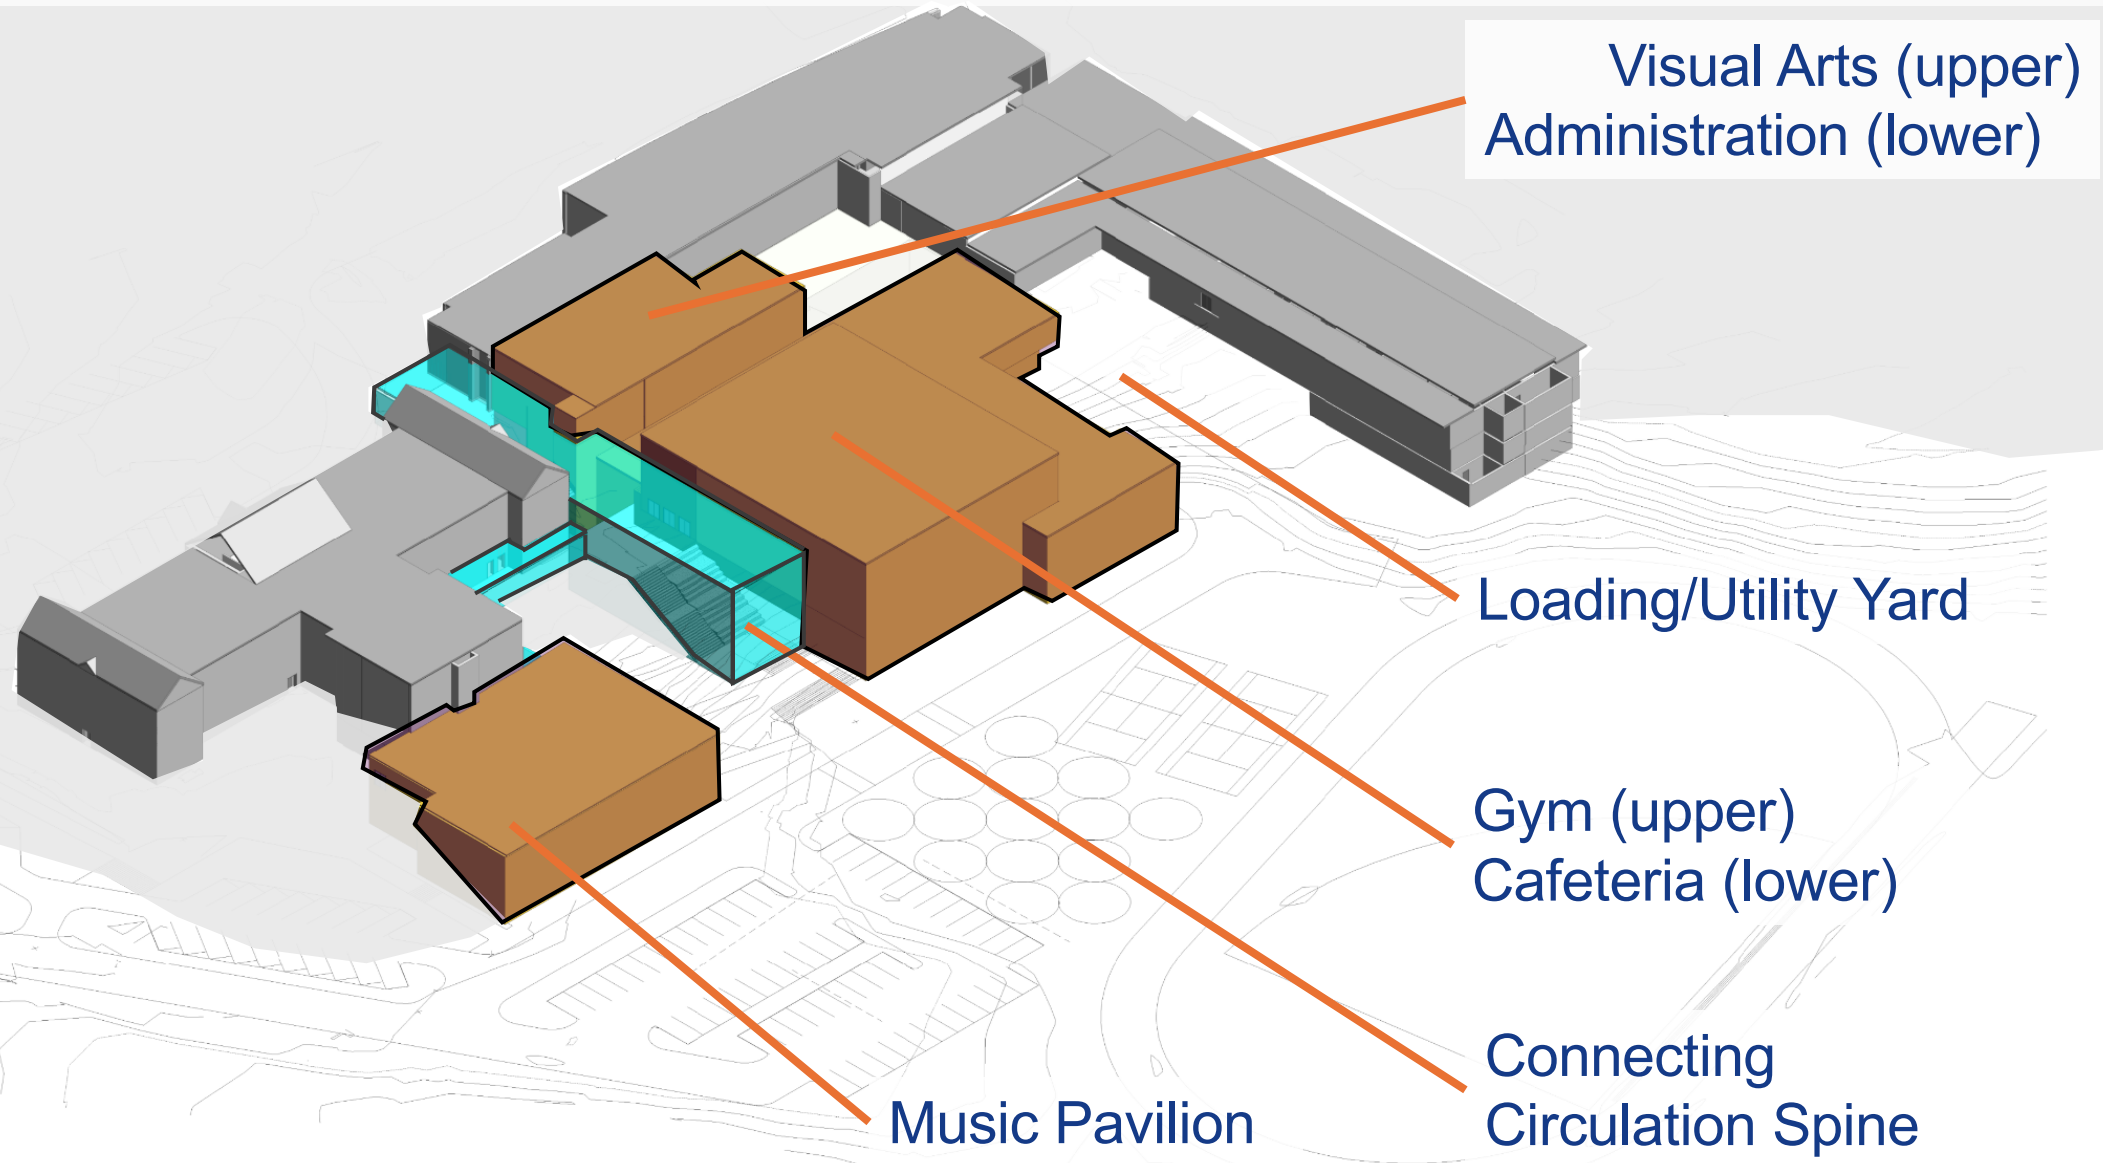 Visual Arts (upper)
Administration (lower)
Loading/Utility Yard
Gym (upper)
Cafeteria (lower)
Connecting
Circulation Spine
Music Pavilion